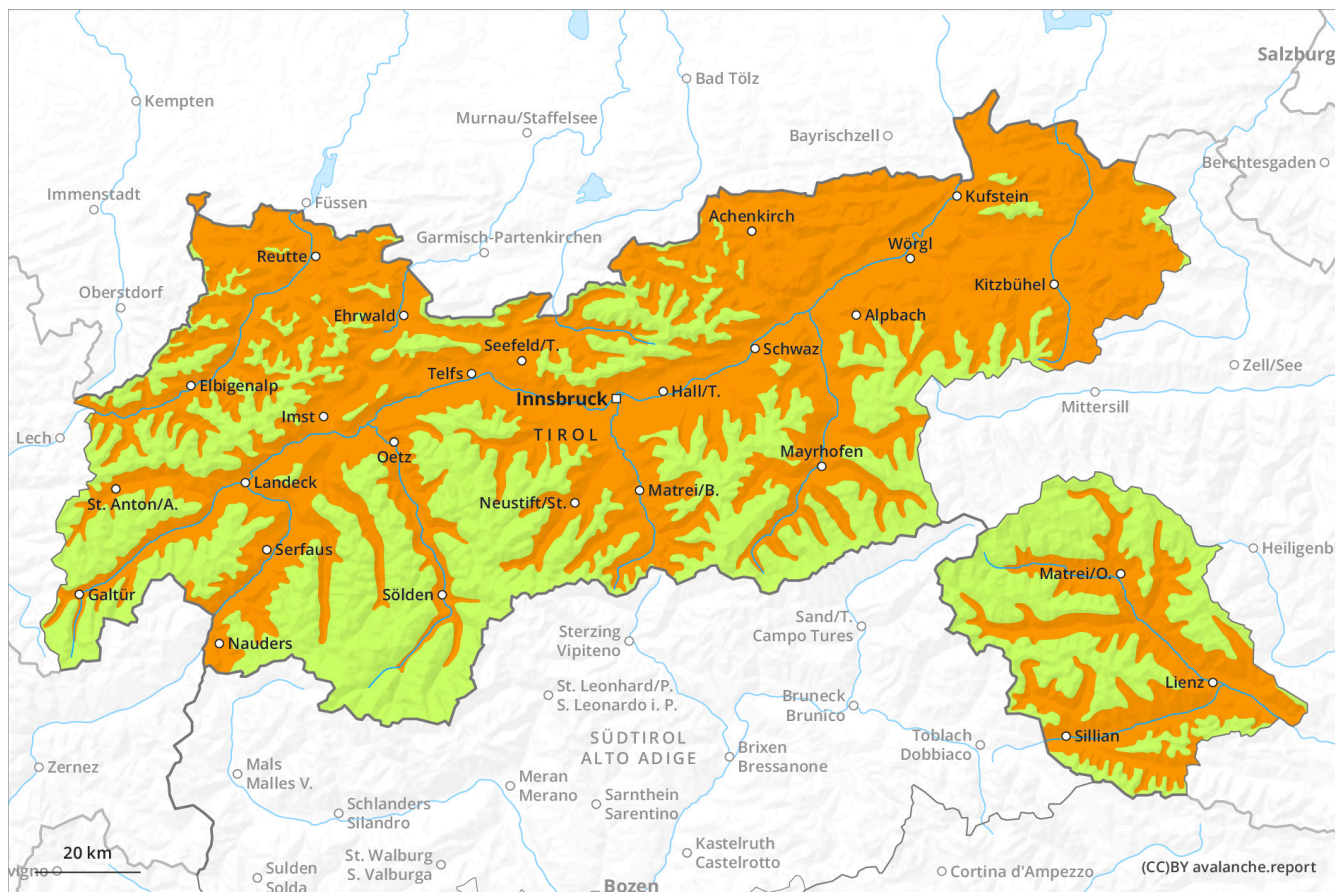 Salzburg
Bad Tölz
Kempten
Murnau/Staffelsee
Bayrischzell
Berchtesgaden
Immenstadt
Füssen
Kufstein
Achenkirch
Garmisch-Partenkirchen
Wörgl
Reutte
Oberstdorf
Kitzbühel
Ehrwald
Alpbach
Seefeld/T.
Schwaz
Zell/See
Telfs
Elbigenalp
Hall/T.
Innsbruck
Mittersill
Imst
TIROL
Lech
Oetz
Mayrhofen
Landeck
Matrei/B.
St. Anton/A.
Neustift/St.
Serfaus
Heiligenb
Matrei/O.
Galtür
Sölden
Sand/T.
Campo Tures
Sterzing
Vipiteno
Nauders
Lienz
St. Leonhard/P.
S. Leonardo i. P.
Bruneck
Brunico
SÜDTIROL
ALTO ADIGE
Toblach
Dobbiaco
Sillian
Brixen
Bressanone
Zernez
Mals
Malles V.
Meran
Merano
Schlanders
Silandro
Sarnthein
Sarentino
20 km
Kastelruth
Castelrotto
St. Walburg
S. Valburga
(CC)BY avalanche.report
vigno
Sulden
Solda
Cortina d'Ampezzo
Bozen